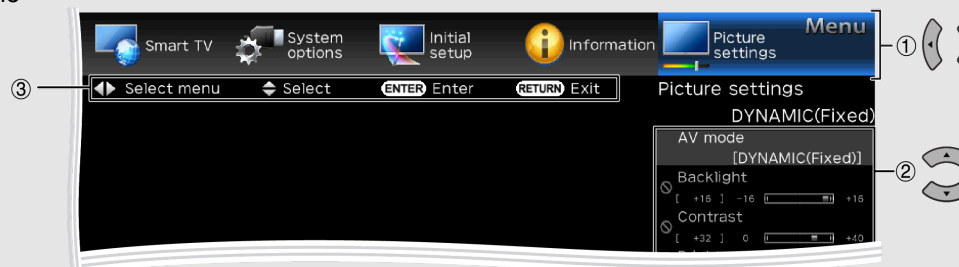 Menu
Smart TV
System options
Initial setup
Information
Picture settings
①
③
Select menu
Select
ENTER Enter
RETURN Exit
Picture settings
DYNAMIC(Fixed)
AV mode
[DYNAMIC(Fixed)]
②
Backlight
[ +16 ] -16 +16
Contrast
[ +32 ] 0 +40